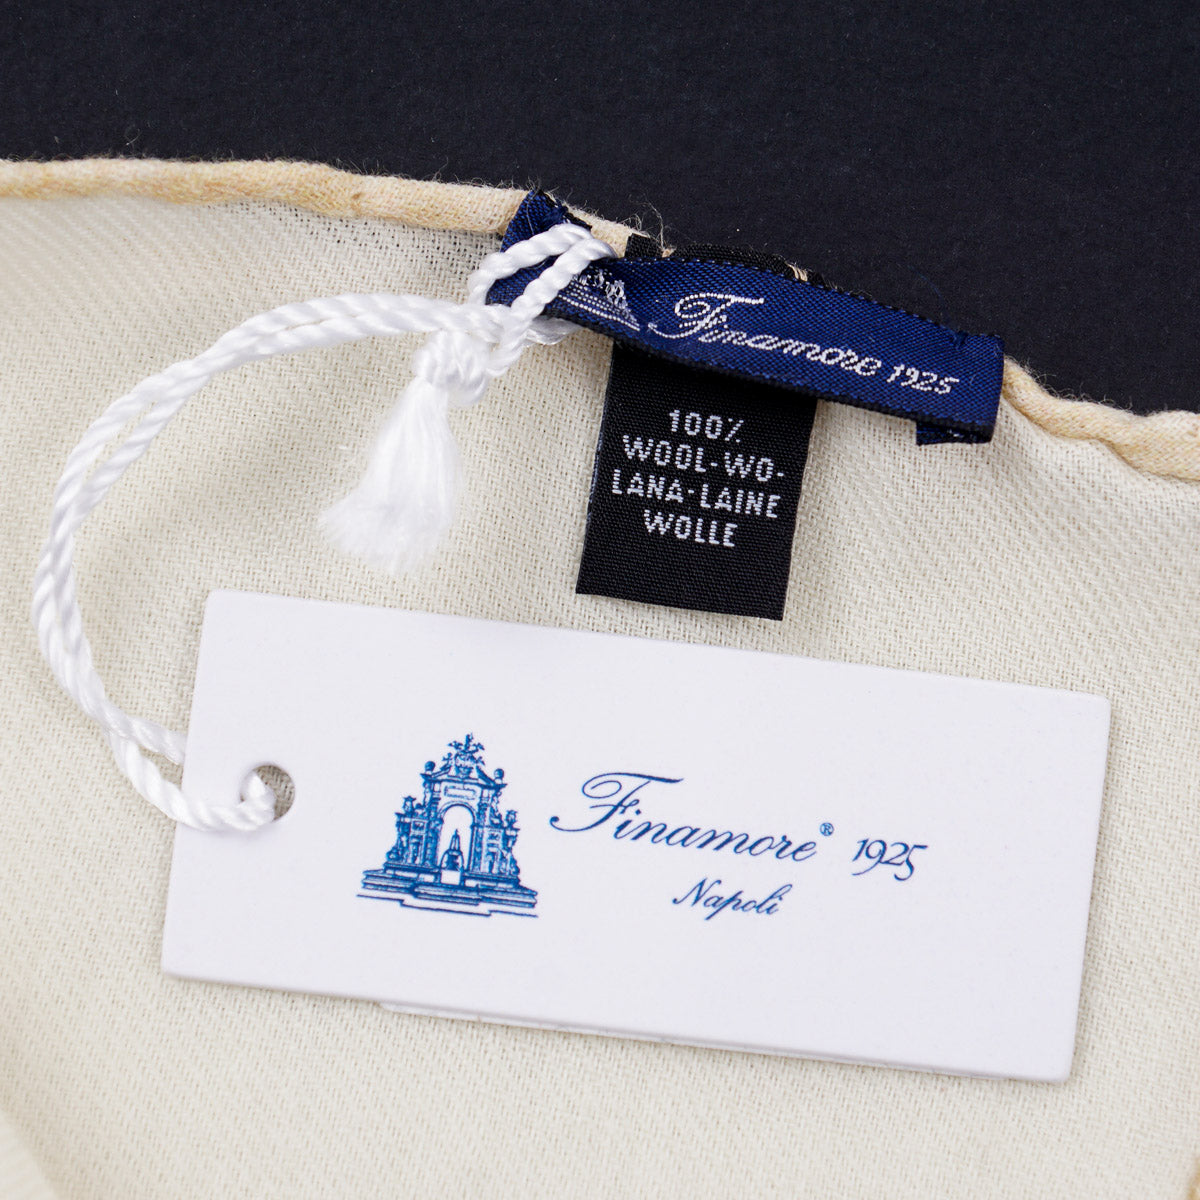 Finamore 1925
100%
WOOL-WO-
LANA-LAINE
WOLLE
Finamore® 1925
Napoli